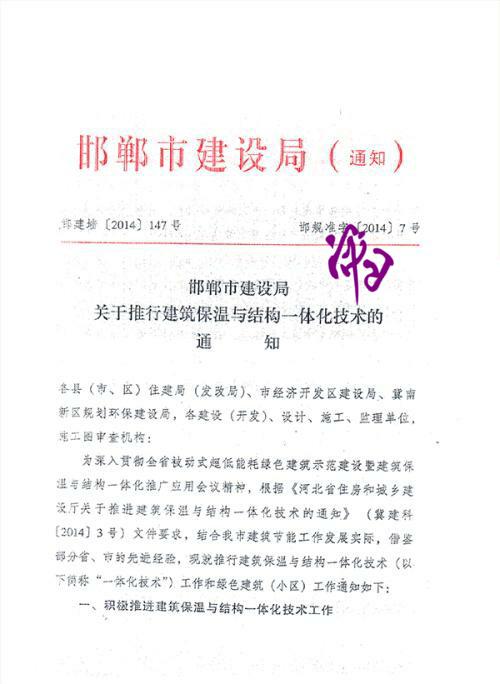 邯郸市建设局（通知）
邯建墙〔2014〕147号 邯规准字〔2014〕7号
邯郸市建设局
关于推行建筑保温与结构一体化技术的
通 知
各县（市、区）住建局（发改局）、市经济开发区建设局、冀南
新区规划环保建设局，各建设（开发）、设计、施工、监理单位，
施工图审查机构：
为深入贯彻全省被动式超低能耗绿色建筑示范建设暨建筑保
温与结构一体化推广应用会议精神，根据《河北省住房和城乡建
设厅关于推进建筑保温与结构一体化技术的通知》（冀建科
〔2014〕3号）文件要求，结合我市建筑节能工作发展实际，借鉴
部分省、市的先进经验，现就推行建筑保温与结构一体化技术（以
下简称“一体化技术”）工作和绿色建筑（小区）工作通知如下：
一、积极推进建筑保温与结构一体化技术工作